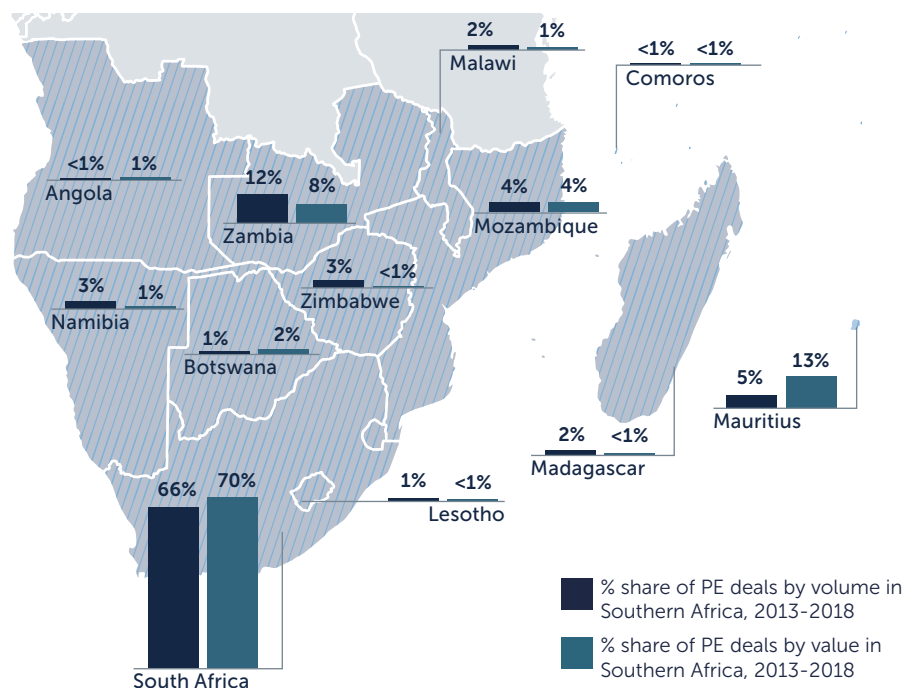 2% 1%
Malawi
<1% <1%
Comoros
<1% 1%
Angola
12% 8%
Zambia
4% 4%
Mozambique
3% <1%
Zimbabwe
3% 1%
Namibia
1% 2%
Botswana
5% 13%
Mauritius
2% <1%
Madagascar
1% <1%
Lesotho
66% 70%
South Africa
% share of PE deals by volume in
Southern Africa, 2013-2018
% share of PE deals by value in
Southern Africa, 2013-2018